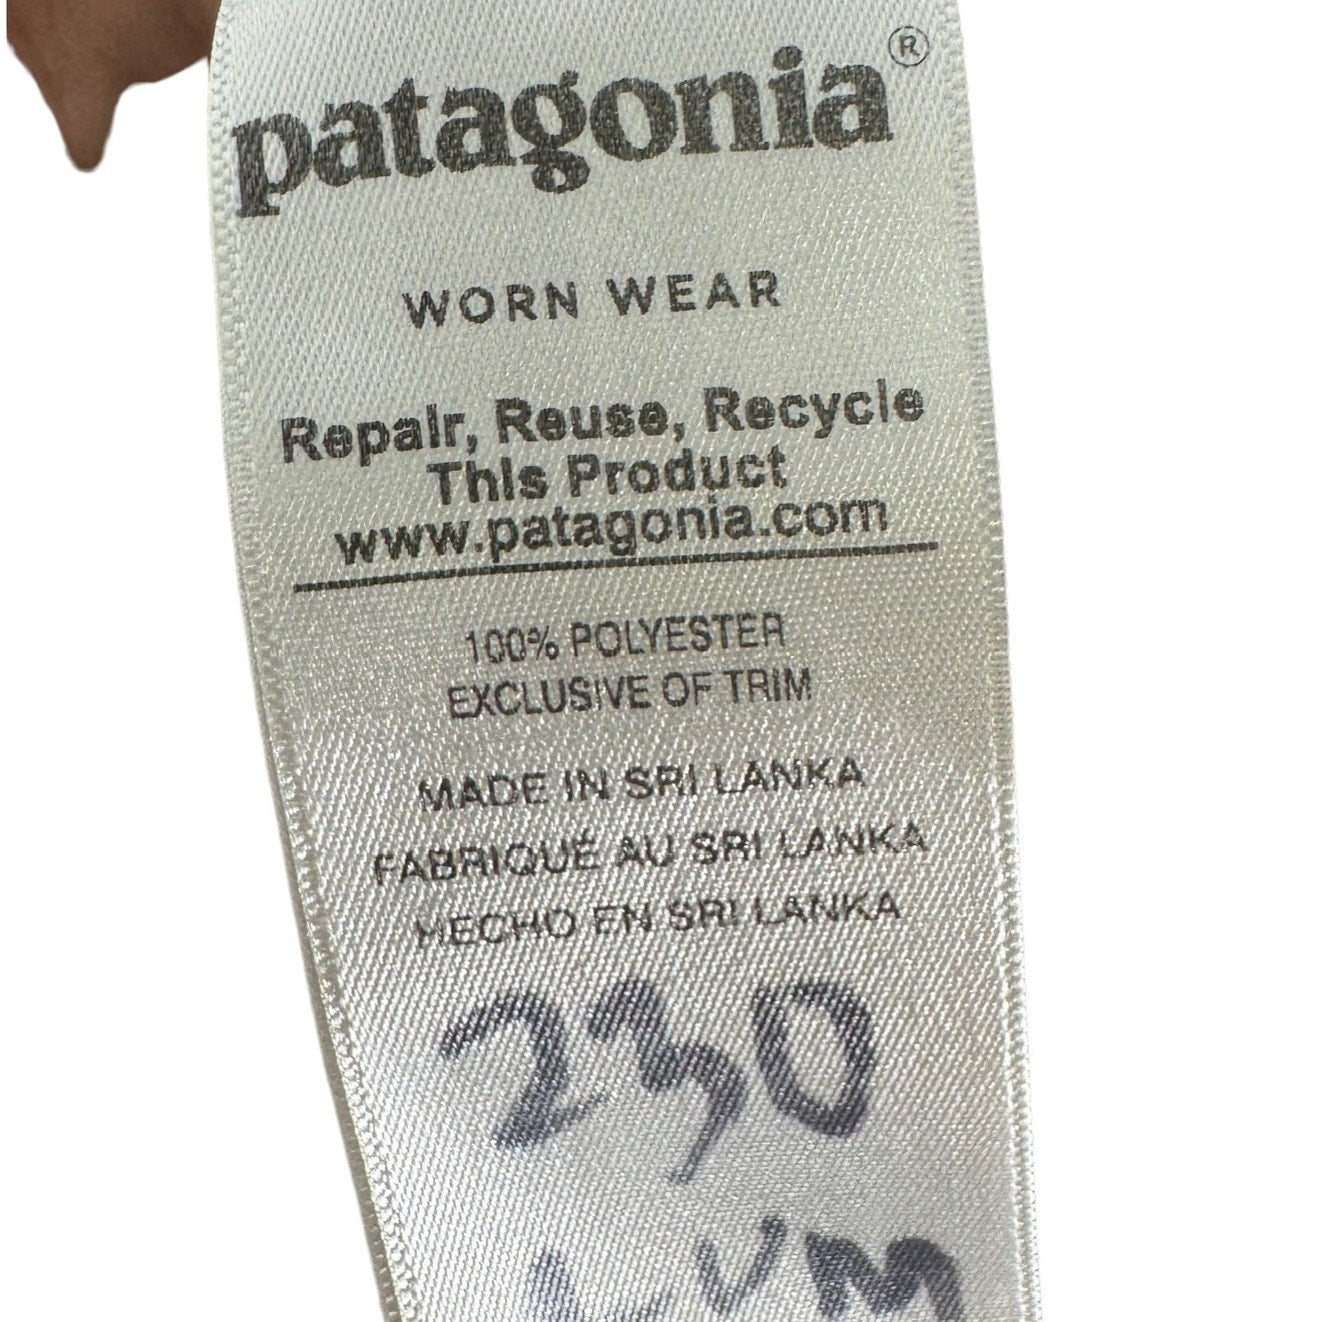 patagonia®
WORN WEAR
Repair, Reuse, Recycle
This Product
www.patagonia.com
100% POLYESTER
EXCLUSIVE OF TRIM
MADE IN SRI LANKA
FABRIQUÉ AU SRI LANKA
HECHO EN SRI LANKA
230